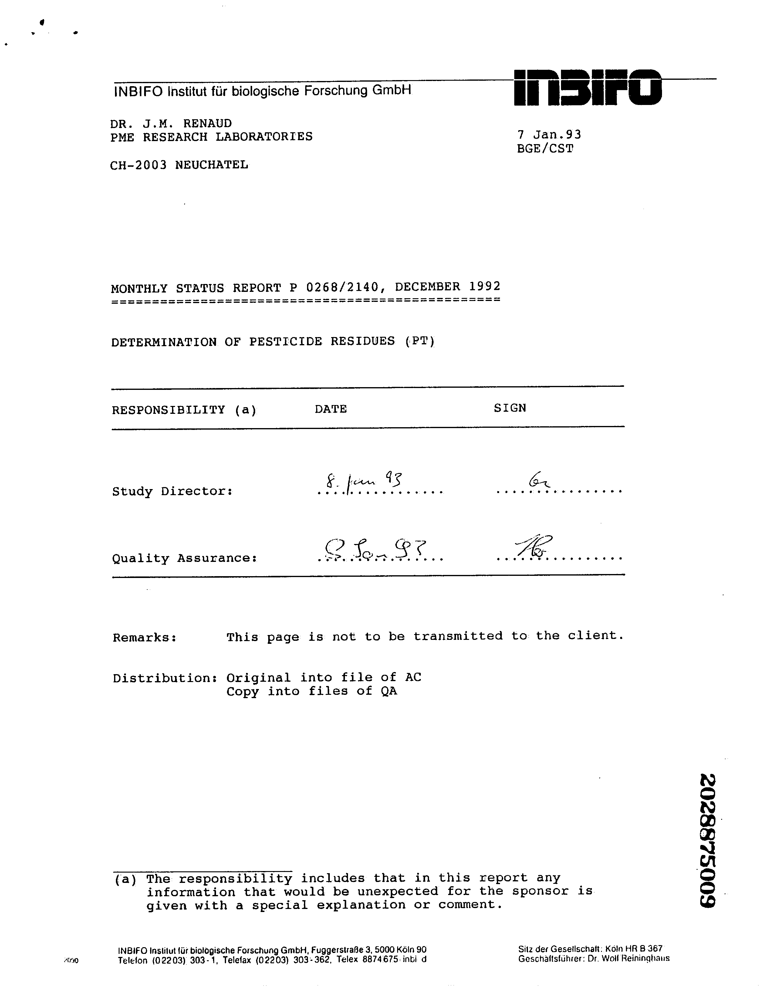 INBIFO Institut für biologische Forschung GmbH
INBIFO
DR. J.M. RENAUD
PME RESEARCH LABORATORIES
7 Jan.93
BGE/CST
CH-2003 NEUCHATEL
MONTHLY STATUS REPORT P 0268/2140, DECEMBER 1992
================================================
DETERMINATION OF PESTICIDE RESIDUES (PT)
RESPONSIBILITY (a) DATE SIGN
Study Director: 8. Jan 93
Quality Assurance: 8. Jan 93
Remarks: This page is not to be transmitted to the client.
Distribution: Original into file of AC
Copy into files of QA
2028875009
(a) The responsibility includes that in this report any
information that would be unexpected for the sponsor is
given with a special explanation or comment.
INBIFO Institut für biologische Forschung GmbH, Fuggerstraße 3, 5000 Köln 90
Telefon (02203) 303-1, Telefax (02203) 303-362, Telex 8874675 inbi d
Sitz der Gesellschaft: Köln HR B 367
Geschäftsführer: Dr. Wolf Reininghaus